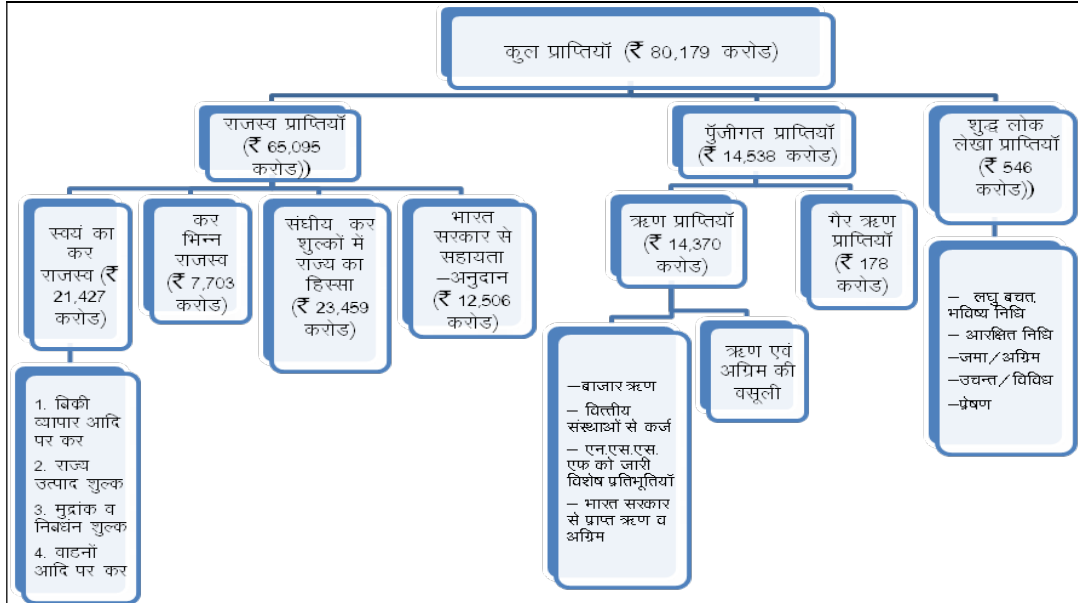 कुल प्राप्तियॉ (₹ 80,179 करोड)
राजस्व प्राप्तियॉ
(₹ 65,095
करोड))
पुँजीगत प्राप्तियॉ
(₹ 14,538 करोड)
शुद्ध लोक
लेखा प्राप्तियॉ
(₹ 546
करोड))
स्वयं का
कर
राजस्व (₹
21,427
करोड)
कर
भिन्न
राजस्व
(₹ 7,703
करोड)
संघीय कर
शुल्कों में
राज्य का
हिस्सा
(₹ 23,459
करोड)
भारत
सरकार से
सहायता
–अनुदान
(₹ 12,506
करोड)
ऋण प्राप्तियॉ
(₹ 14,370
करोड)
गैर ऋण
प्राप्तियॉ
(₹ 178
करोड)
– लघु बचत,
भविष्य निधि
– आरक्षित निधि
– जमा/अग्रिम
–उचन्त/विविध
–प्रेषण
1. बिकी
व्यापार आदि
पर कर
2. राज्य
उत्पाद शुल्क
3. मुद्रांक व
निबंधन शुल्क
4. वाहनों
आदि पर कर
–बाजार ऋण
– वित्तीय
संस्थाओं से कर्ज
– एन.एस.एस.
एफ को जारी
विशेष प्रतिभूतियॉ
– भारत सरकार
से प्राप्त ऋण व
अग्रिम
ऋण एवं
अग्रिम की
वसूली